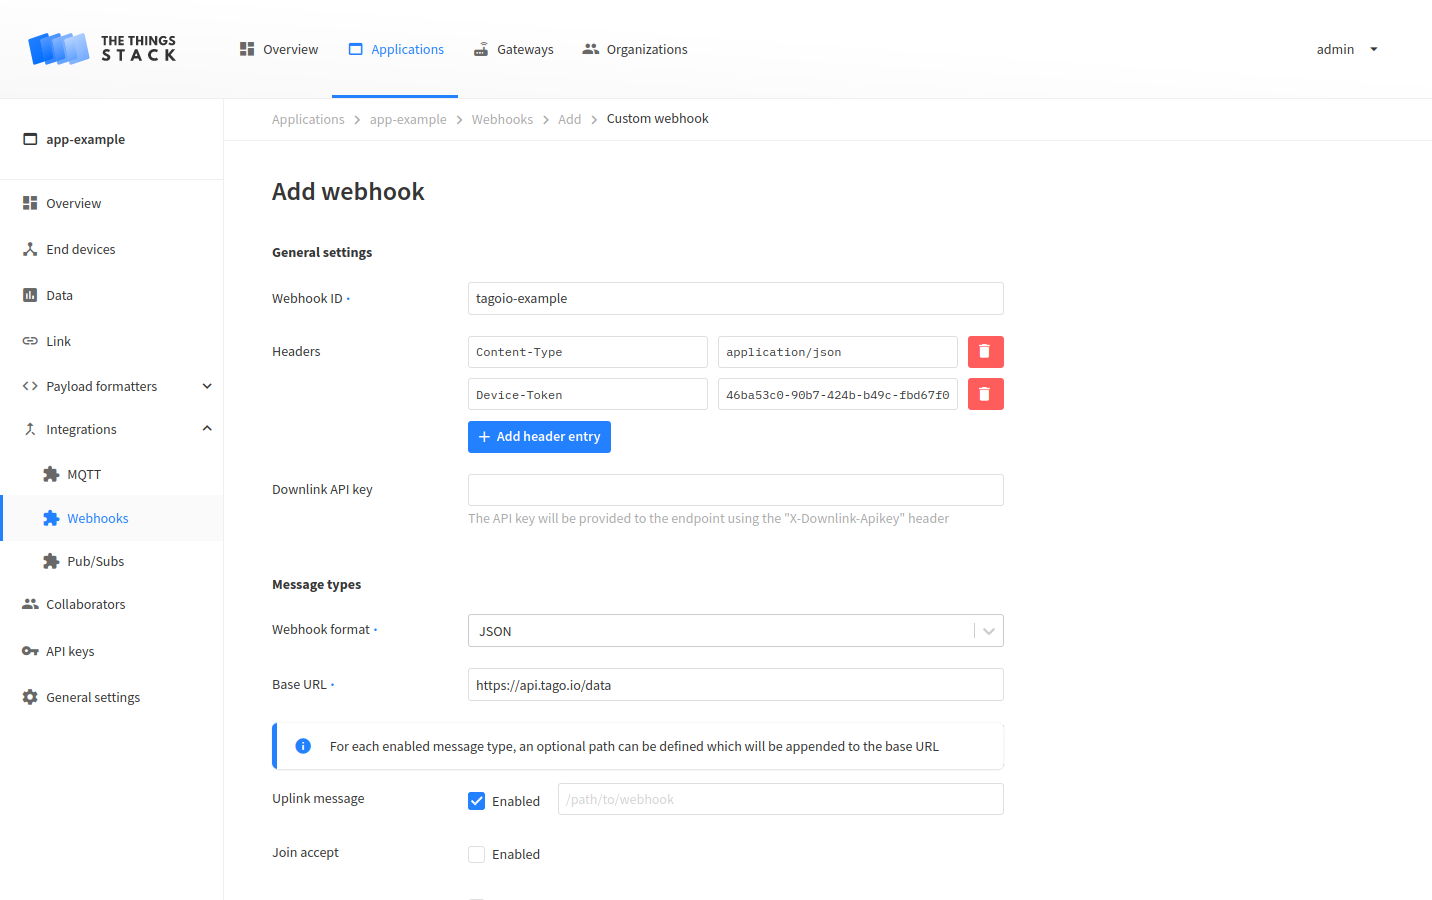 THE THINGS
STACK
Overview
Applications
Gateways
Organizations
admin
app-example
Applications > app-example > Webhooks > Add > Custom webhook
Overview
End devices
Data
Link
Payload formatters
Integrations
MQTT
Webhooks
Pub/Subs
Collaborators
API keys
General settings
Add webhook
General settings
Webhook ID •
tagoio-example
Headers
Content-Type
application/json
Device-Token
46ba53c0-90b7-424b-b49c-fbd67f0
+ Add header entry
Downlink API key
The API key will be provided to the endpoint using the "X-Downlink-Apikey" header
Message types
Webhook format •
JSON
Base URL •
https://api.tago.io/data
For each enabled message type, an optional path can be defined which will be appended to the base URL
Uplink message
Enabled
/path/to/webhook
Join accept
Enabled